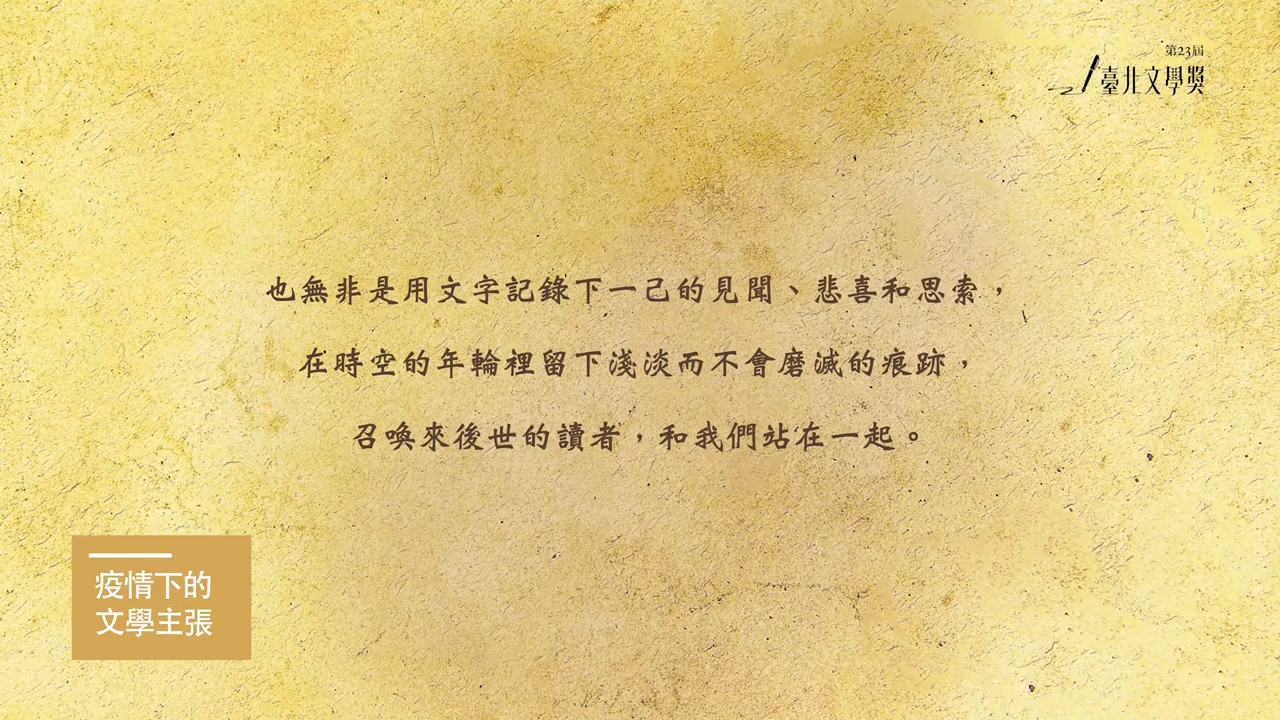 第23屆
臺北文學獎
也無非是用文字記錄下一己的見聞、悲喜和思索，
在時空的年輪裡留下淺淡而不會磨滅的痕跡，
召喚來後世的讀者，和我們站在一起。
疫情下的
文學主張